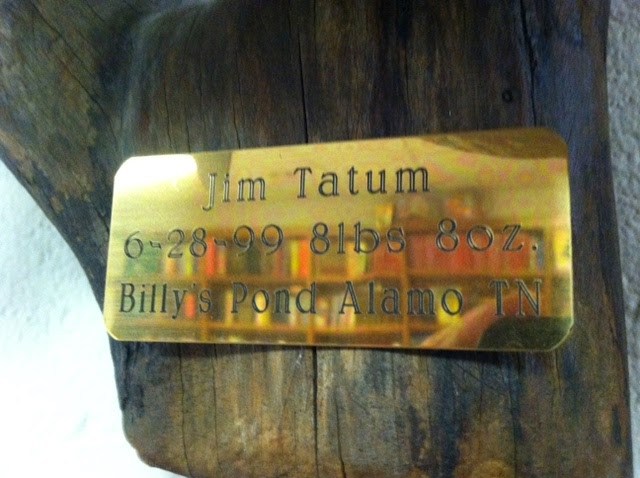 Jim Tatum
6-28-99 8lbs 8oz.
Billy's Pond Alamo TN